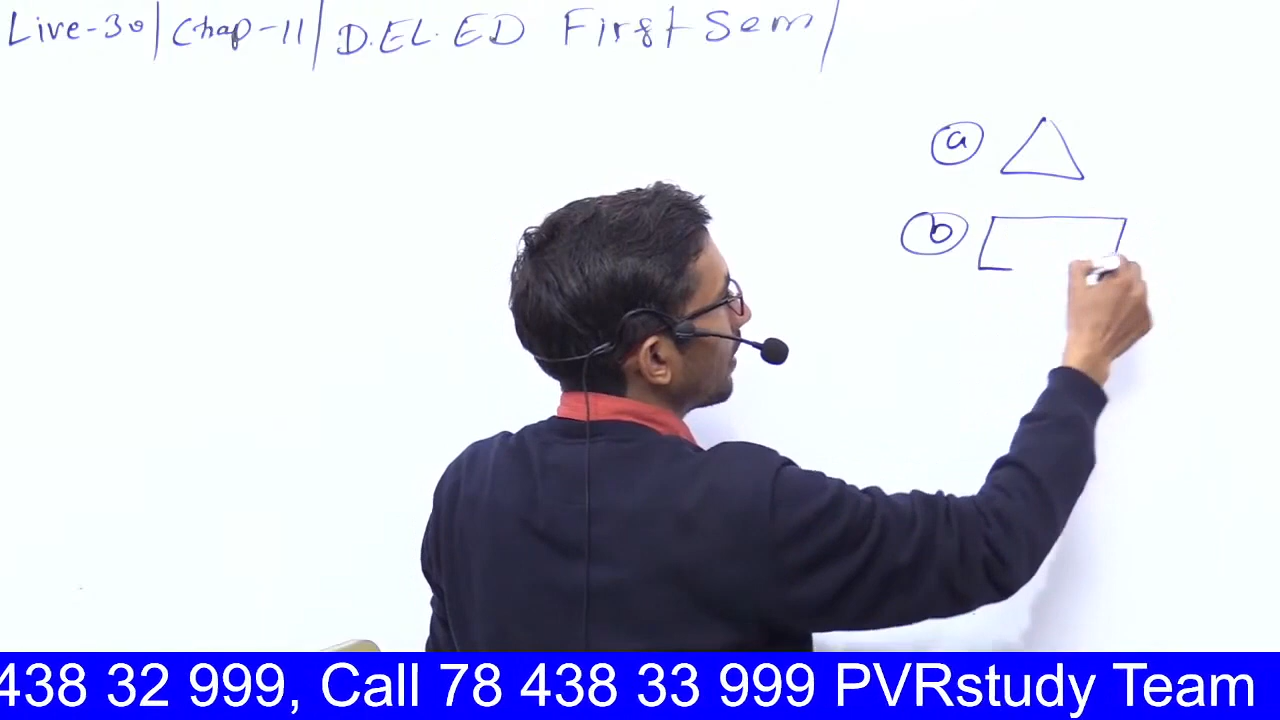 Live-30/Chap-11/D.EL.ED First Sem/
a
b
438 32 999, Call 78 438 33 999 PVRstudy Team